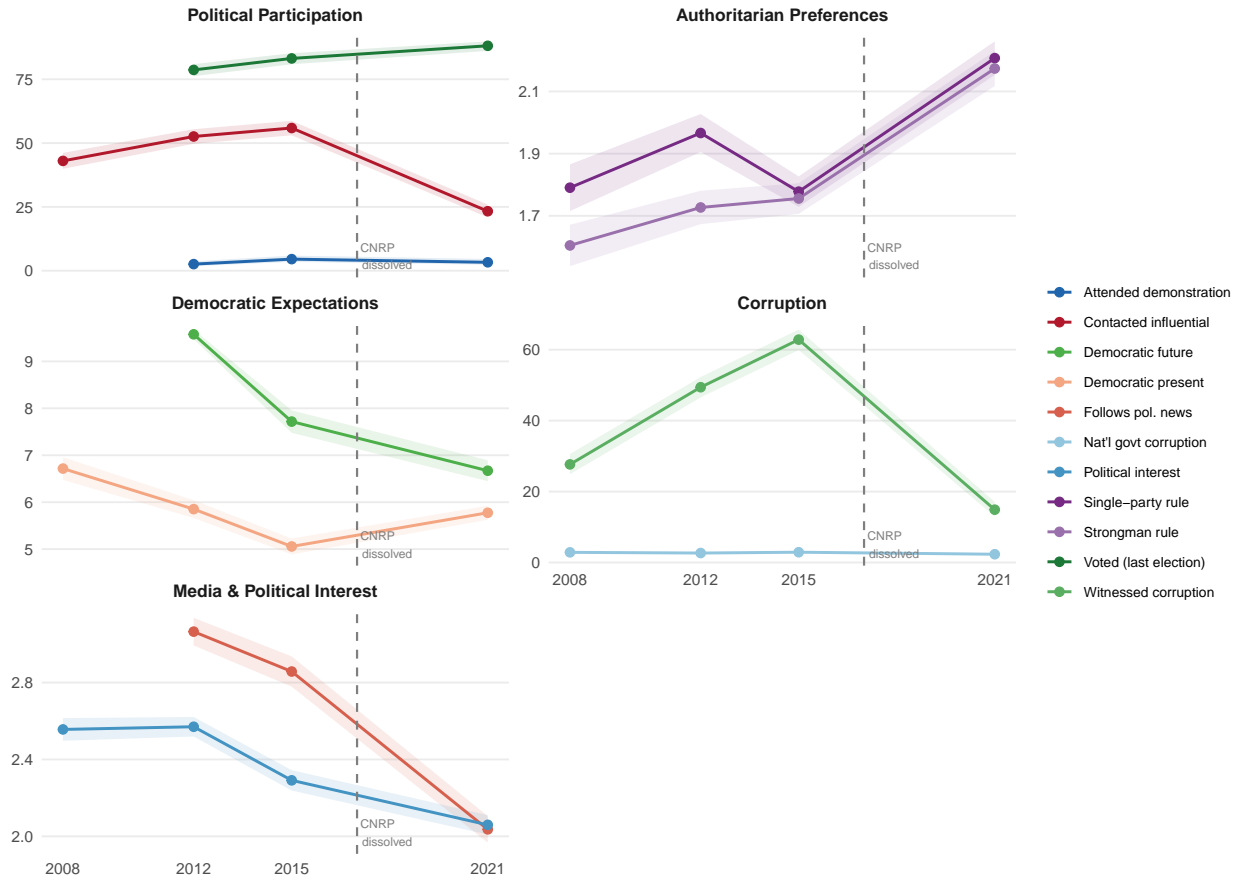 Political Participation
75
50
25
0
CNRP
dissolved
Authoritarian Preferences
2.1
1.9
1.7
CNRP
dissolved
Democratic Expectations
9
8
7
6
5
CNRP
dissolved
Corruption
60
40
20
0
CNRP
dissolved
2008
2012
2015
2021
Media & Political Interest
2.8
2.4
2.0
CNRP
dissolved
2008
2012
2015
2021
Attended demonstration
Contacted influential
Democratic future
Democratic present
Follows pol. news
Nat'l govt corruption
Political interest
Single−party rule
Strongman rule
Voted (last election)
Witnessed corruption